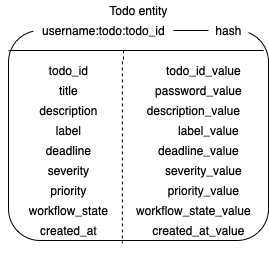 Todo entity
username:todo:todo_id hash
todo_id todo_id_value
title password_value
description description_value
label label_value
deadline deadline_value
severity severity_value
priority priority_value
workflow_state workflow_state_value
created_at created_at_value